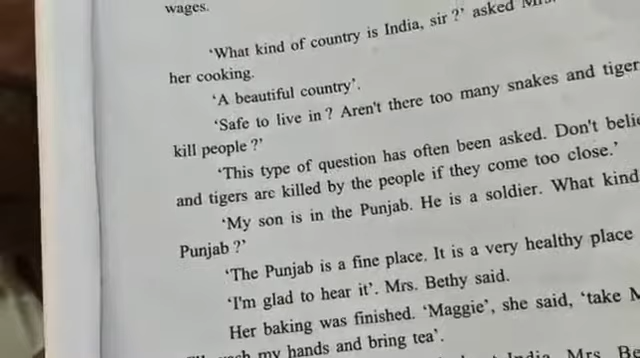 wages.
'What kind of country is India, sir ?' asked
her cooking.
'A beautiful country'.
'Safe to live in ? Aren't there too many snakes and tiger
kill people ?'
'This type of question has often been asked. Don't
and tigers are killed by the people if they come too close.'
'My son is in the Punjab. He is a soldier. What kind
Punjab ?'
'The Punjab is a fine place. It is a very healthy place
'I'm glad to hear it'. Mrs. Bethy said.
Her baking was finished. 'Maggie', she said, 'take
my hands and bring tea'.
India Mrs